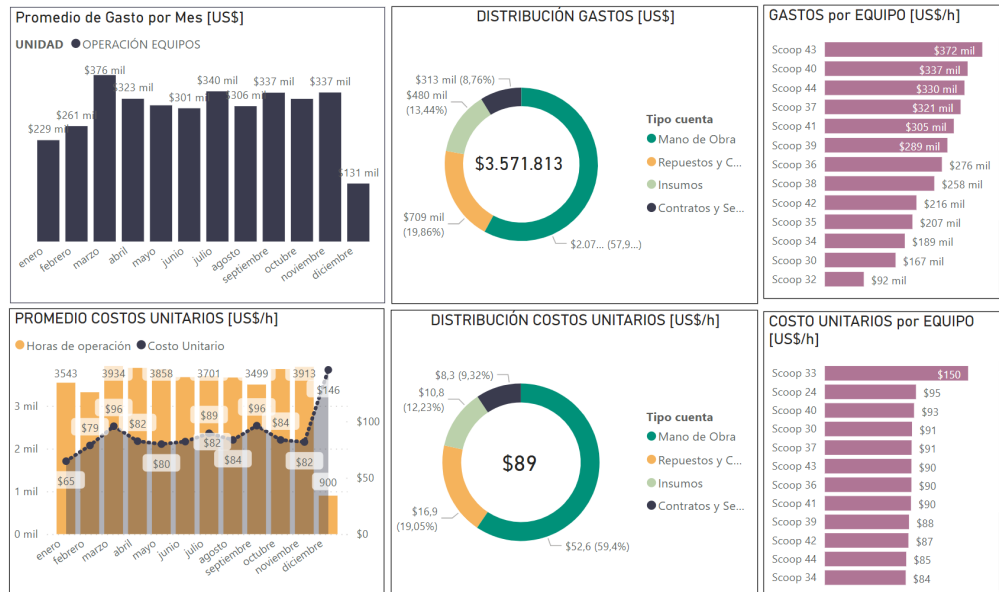 Promedio de Gasto por Mes [US$]
UNIDAD OPERACIÓN EQUIPOS
$229 mil
$261 mil
$376 mil
$323 mil
$301 mil
$340 mil
$306 mil
$337 mil
$337 mil
$131 mil
enero
febrero
marzo
abril
mayo
junio
julio
agosto
septiembre
octubre
noviembre
diciembre
DISTRIBUCIÓN GASTOS [US$]
$313 mil (8,76%)
$480 mil
(13,44%)
$709 mil
(19,86%)
$2.07... (57,9...)
$3.571.813
Tipo cuenta
Mano de Obra
Repuestos y C...
Insumos
Contratos y Se...
GASTOS por EQUIPO [US$/h]
Scoop 43 $372 mil
Scoop 40 $337 mil
Scoop 44 $330 mil
Scoop 37 $321 mil
Scoop 41 $305 mil
Scoop 39 $289 mil
Scoop 36 $276 mil
Scoop 38 $258 mil
Scoop 42 $216 mil
Scoop 35 $207 mil
Scoop 34 $189 mil
Scoop 30 $167 mil
Scoop 32 $92 mil
PROMEDIO COSTOS UNITARIOS [US$/h]
Horas de operación Costo Unitario
3543 3934 3858 3701 3499 3913
900
3 mil
2 mil
1 mil
0 mil
$100
$50
$0
$65
$79
$96
$82
$80
$82
$89
$84
$96
$84
$82
$146
enero
febrero
marzo
abril
mayo
junio
julio
agosto
septiembre
octubre
noviembre
diciembre
DISTRIBUCIÓN COSTOS UNITARIOS [US$/h]
$8,3 (9,32%)
$10,8
(12,23%)
$16,9
(19,05%)
$52,6 (59,4%)
$89
Tipo cuenta
Mano de Obra
Repuestos y C...
Insumos
Contratos y Se...
COSTO UNITARIOS por EQUIPO
[US$/h]
Scoop 33 $150
Scoop 24 $95
Scoop 40 $93
Scoop 30 $91
Scoop 37 $91
Scoop 43 $90
Scoop 36 $90
Scoop 41 $90
Scoop 39 $88
Scoop 42 $87
Scoop 44 $85
Scoop 34 $84